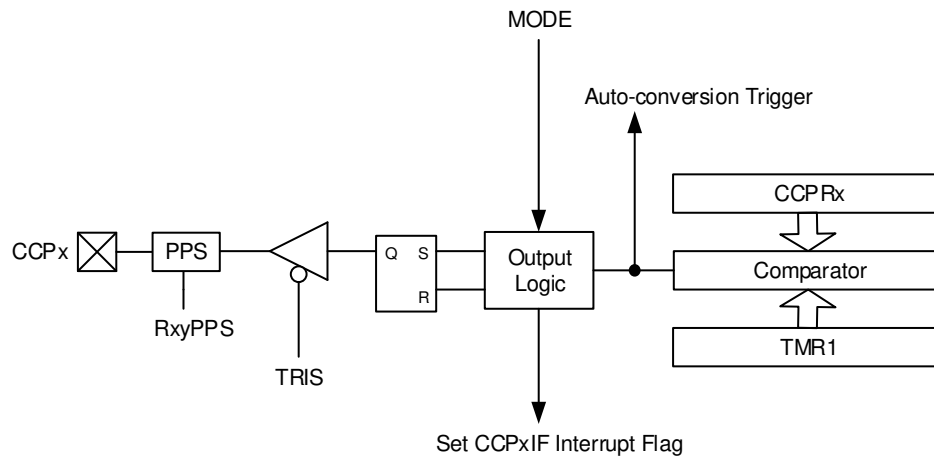 MODE
Auto-conversion Trigger
CCPRx
CCPx
PPS
Q
S
R
Output
Logic
Comparator
RxyPPS
TRIS
TMR1
Set CCPxIF Interrupt Flag